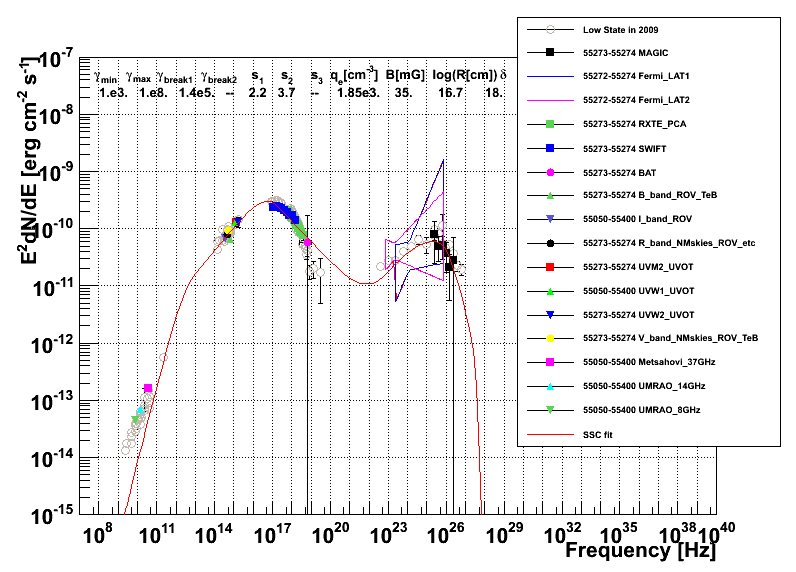 γmin γmax γbreak1 γbreak2 s1 s2 s3 qe[cm-3] B[mG] log(R[cm]) δ
1.e3. 1.e8. 1.4e5. -- 2.2 3.7 -- 1.85e3. 35. 16.7 18.
E2dN/dE [erg cm-2 s-1]
10-7
10-8
10-9
10-10
10-11
10-12
10-13
10-14
10-15
108 1011 1014 1017 1020 1023 1026 1029 1032 1035 1038 1040
Frequency [Hz]
Low State in 2009
55273-55274 MAGIC
55272-55274 Fermi_LAT1
55272-55274 Fermi_LAT2
55273-55274 RXTE_PCA
55273-55274 SWIFT
55273-55274 BAT
55273-55274 B_band_ROV_TeB
55050-55400 I_band_ROV
55273-55274 R_band_NMskies_ROV_etc
55273-55274 UVM2_UVOT
55050-55400 UVW1_UVOT
55273-55274 UVW2_UVOT
55273-55274 V_band_NMskies_ROV_TeB
55050-55400 Metsahovi_37GHz
55050-55400 UMRAO_14GHz
55050-55400 UMRAO_8GHz
SSC fit